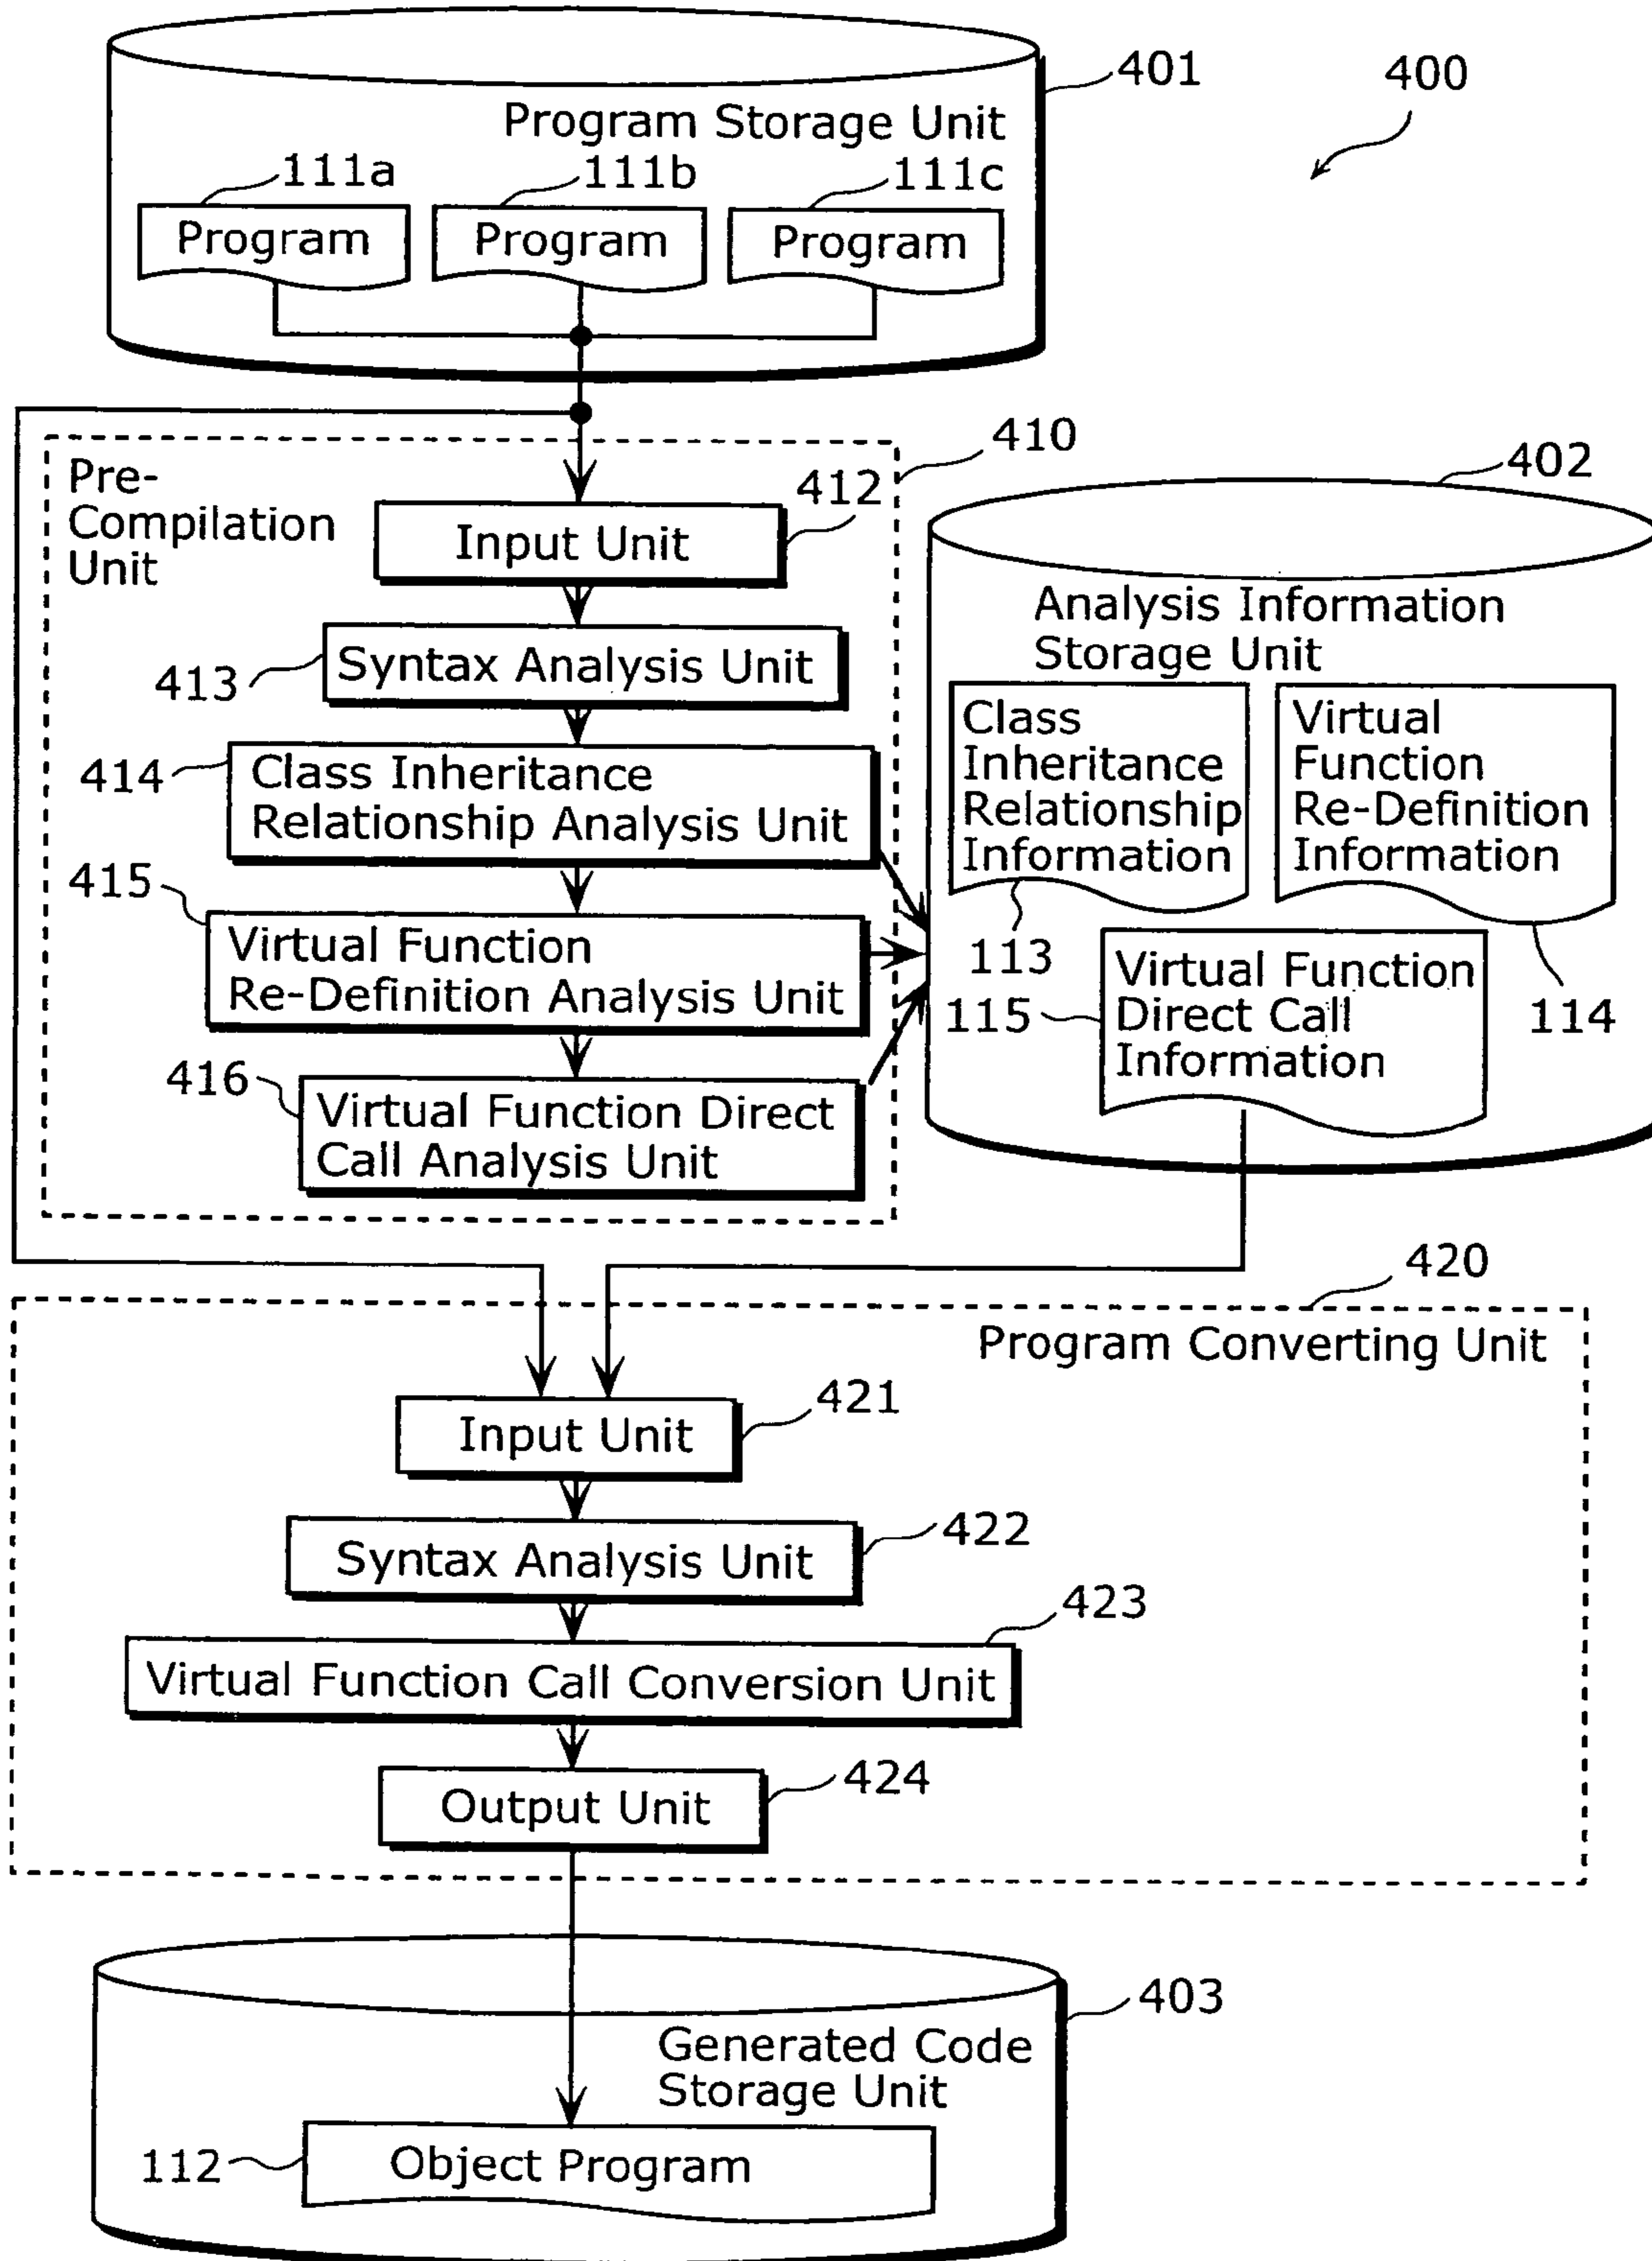 401
400
Program Storage Unit
111a
111b
111c
Program
Program
Program
410
Pre-
Compilation
Unit
412
Input Unit
402
Analysis Information
Storage Unit
Syntax Analysis Unit
413
Class
Inheritance
Relationship
Information
Virtual
Function
Re-Definition
Information
414
Class Inheritance
Relationship Analysis Unit
415
Virtual Function
Re-Definition Analysis Unit
113
114
115
Virtual Function
Direct Call
Information
416
Virtual Function Direct
Call Analysis Unit
420
Program Converting Unit
421
Input Unit
422
Syntax Analysis Unit
423
Virtual Function Call Conversion Unit
424
Output Unit
403
Generated Code
Storage Unit
112
Object Program